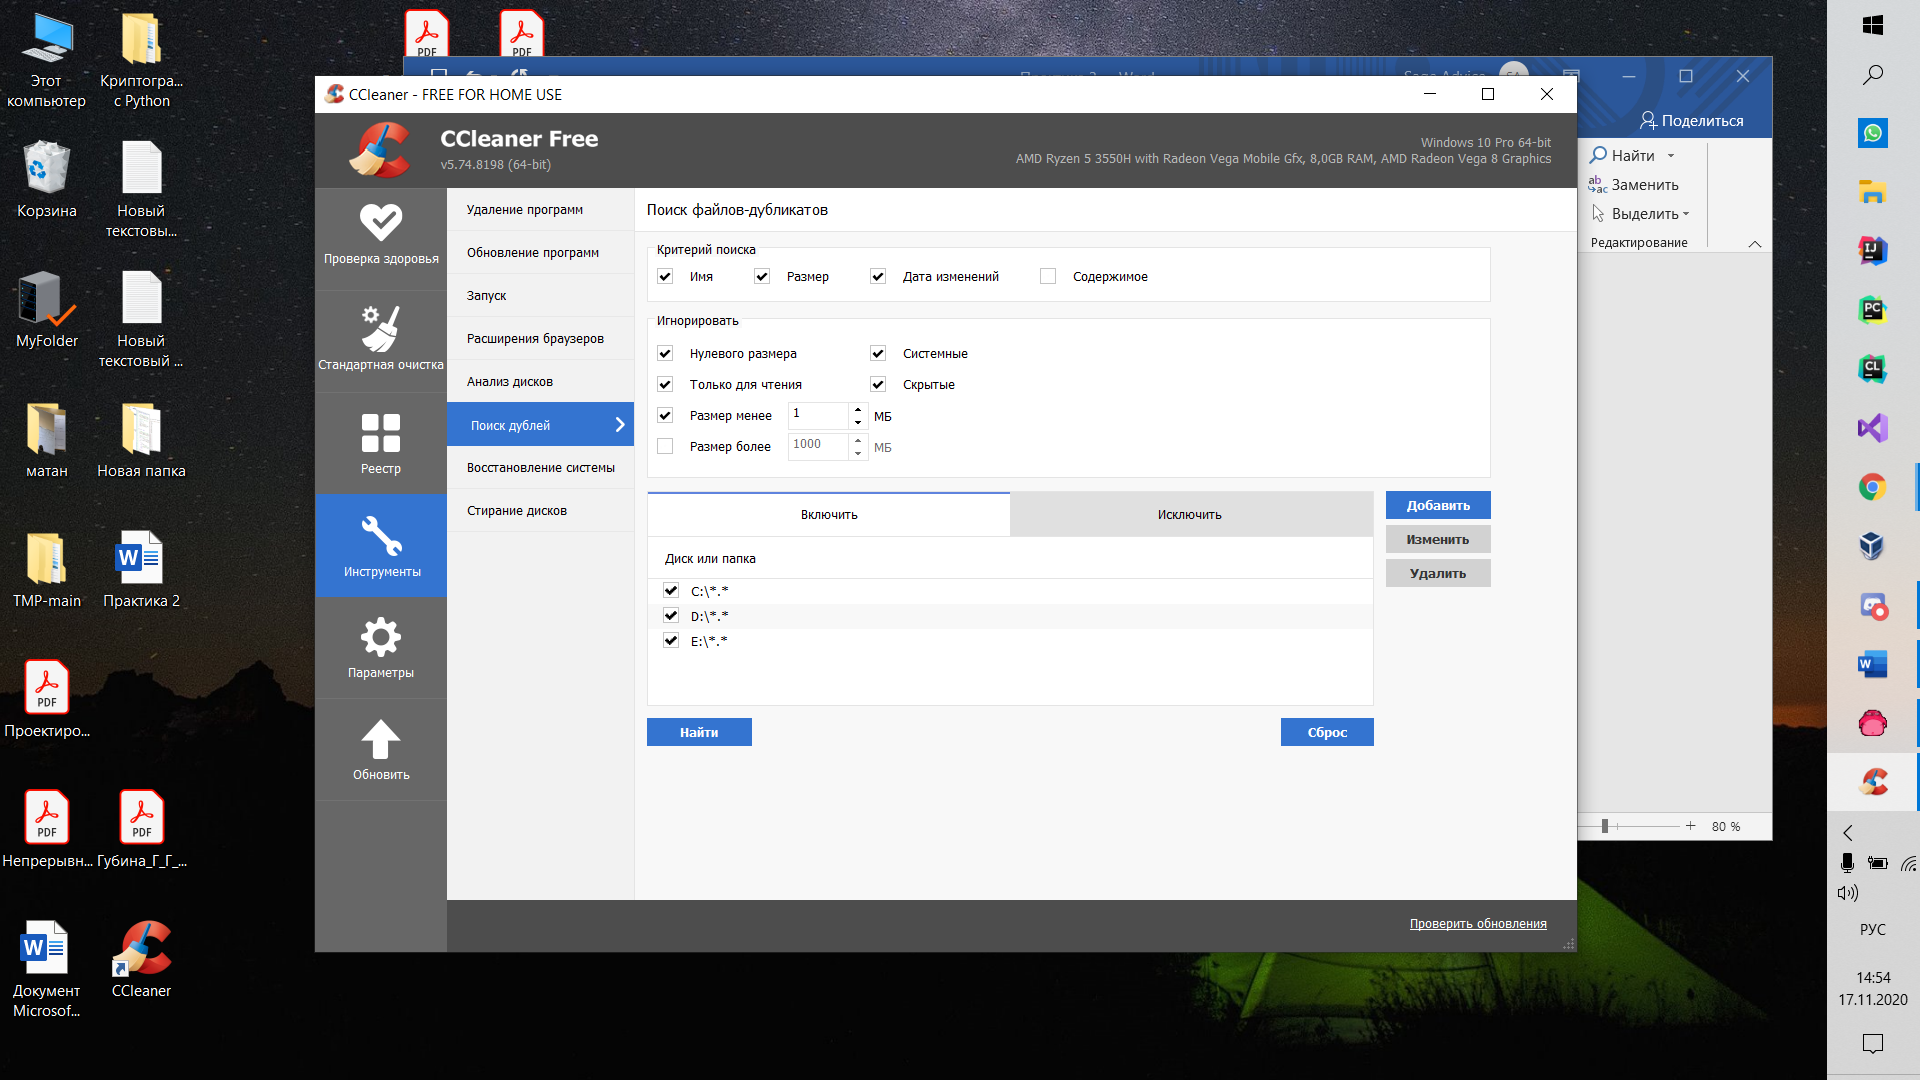 Этот
компьютер
Криптогра...
с Python
Корзина
Новый
текстовы...
MyFolder
Новый
текстовый ...
матан
Новая папка
TMP-main
Практика 2
PDF
Проектиро...
PDF
Непрерывн...
PDF
Губина_Г_Г_...
Документ
Microsof...
CCleaner
PDF
PDF
Поделиться
Найти
Заменить
Выделить
Редактирование
80 %
CCleaner - FREE FOR HOME USE
CCleaner Free
v5.74.8198 (64-bit)
Windows 10 Pro 64-bit
AMD Ryzen 5 3550H with Radeon Vega Mobile Gfx, 8,0GB RAM, AMD Radeon Vega 8 Graphics
Проверка здоровья
Стандартная очистка
Реестр
Инструменты
Параметры
Обновить
Удаление программ
Обновление программ
Запуск
Расширения браузеров
Анализ дисков
Поиск дублей
Восстановление системы
Стирание дисков
Поиск файлов-дубликатов
Критерий поиска
Имя Размер Дата изменений Содержимое
Игнорировать
Нулевого размера Системные
Только для чтения Скрытые
Размер менее 1 МБ
Размер более 1000 МБ
Включить Исключить
Диск или папка
C:\*.*
D:\*.*
E:\*.*
Добавить
Изменить
Удалить
Найти Сброс
Проверить обновления
РУС
14:54
17.11.2020